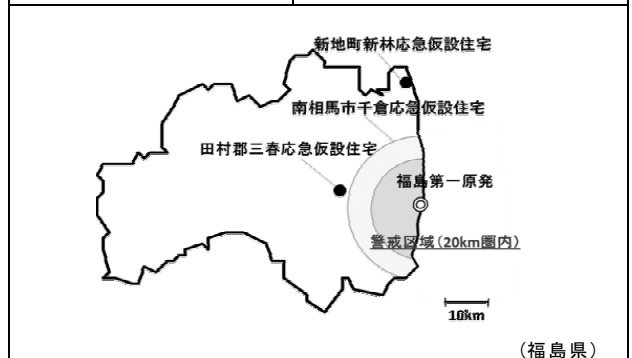 新地町新林応急仮設住宅
南相馬市千倉応急仮設住宅
田村郡三春応急仮設住宅
福島第一原発
警戒区域(20km圏内)
10km
(福島県)